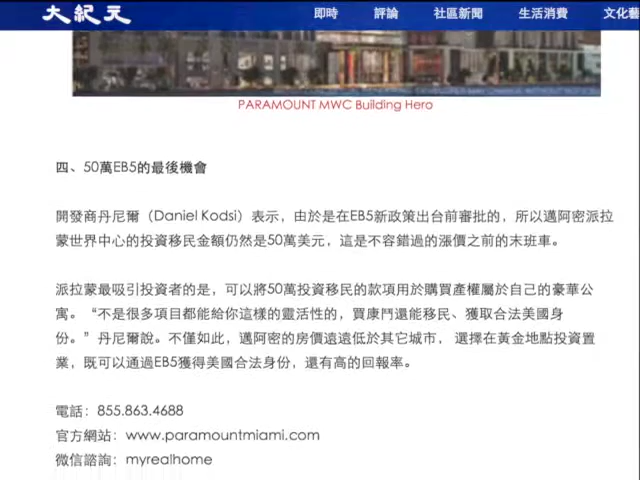 大紀元
即時 評論 社區新聞 生活消費 文化藝
PARAMOUNT MWC Building Hero
四、50萬EB5的最後機會
開發商丹尼爾（Daniel Kodsi）表示，由於是在EB5新政策出台前審批的，所以邁阿密派拉
蒙世界中心的投資移民金額仍然是50萬美元，這是不容錯過的漲價之前的末班車。
派拉蒙最吸引投資者的是，可以將50萬投資移民的款項用於購買產權屬於自己的豪華公
寓。“不是很多項目都能給你這樣的靈活性的，買康鬥還能移民、獲取合法美國身
份。”丹尼爾說。不僅如此，邁阿密的房價遠遠低於其它城市， 選擇在黃金地點投資置
業，既可以通過EB5獲得美國合法身份，還有高的回報率。
電話：855.863.4688
官方網站：www.paramountmiami.com
微信諮詢：myrealhome